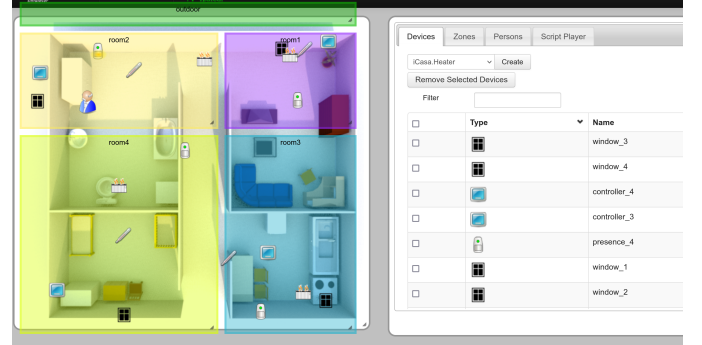 outdoor
room2
room1
room4
room3
Devices
Zones
Persons
Script Player
iCasa.Heater
Create
Remove Selected Devices
Filter
Type
Name
window_3
window_4
controller_4
controller_3
presence_4
window_1
window_2